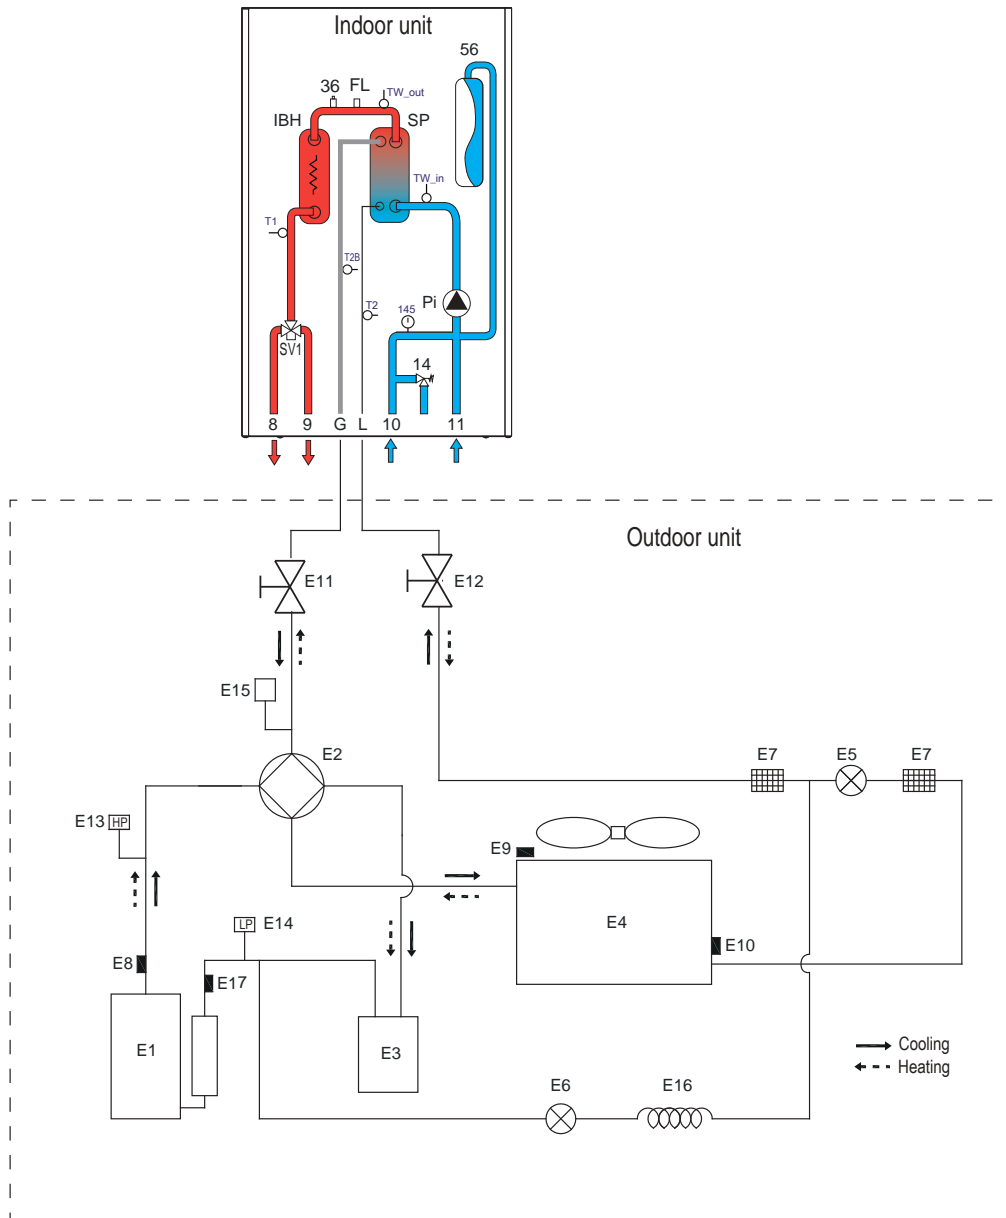 Indoor unit
56
36 FL
TW_out
IBH
SP
TW_in
T1
T2B
T2
Pi
145
SV1
14
8 9 G L 10 11
Outdoor unit
E11
E12
E15
E2
E7 E5 E7
E13 HP
E9
E4
LP E14
E10
E8
E17
E1
E3
Cooling
Heating
E6 E16